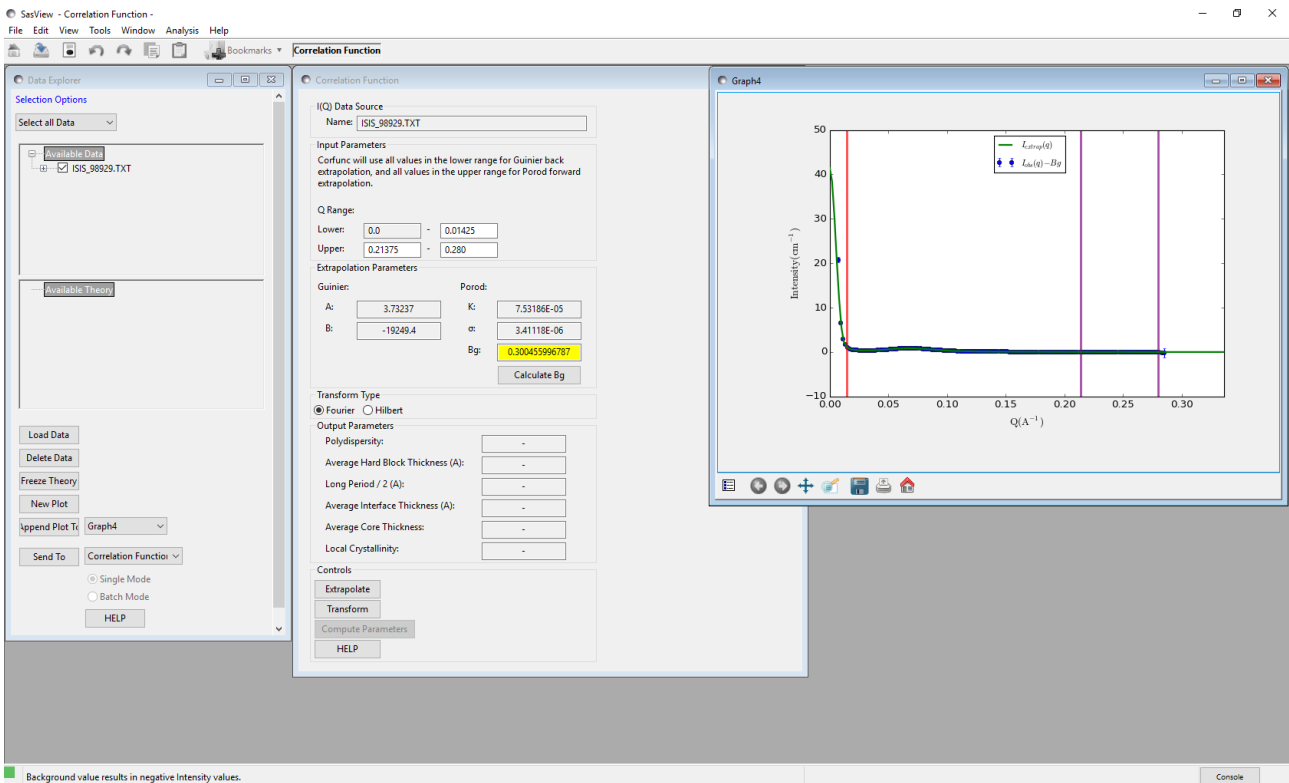 SasView - Correlation Function -
File Edit View Tools Window Analysis Help
Bookmarks Correlation Function
Data Explorer
Selection Options
Select all Data
Available Data
ISIS_98929.TXT
Available Theory
Load Data
Delete Data
Freeze Theory
New Plot
Append Plot To Graph4
Send To Correlation Function
Single Mode
Batch Mode
HELP
Correlation Function
I(Q) Data Source
Name: ISIS_98929.TXT
Input Parameters
Corfunc will use all values in the lower range for Guinier back
extrapolation, and all values in the upper range for Porod forward
extrapolation.
Q Range:
Lower: 0.0 - 0.01425
Upper: 0.21375 - 0.280
Extrapolation Parameters
Guinier: Porod:
A: 3.73237 K: 7.53186E-05
B: -19249.4 σ: 3.41118E-06
Bg: 0.300455996787
Calculate Bg
Transform Type
Fourier Hilbert
Output Parameters
Polydispersity: -
Average Hard Block Thickness (A): -
Long Period / 2 (A): -
Average Interface Thickness (A): -
Average Core Thickness: -
Local Crystallinity: -
Controls
Extrapolate
Transform
Compute Parameters
HELP
Graph4
50
40
30
20
10
0
−10
Intensity(cm⁻¹)
I_extrap(q)
I_obs(q)−Bg
0.00 0.05 0.10 0.15 0.20 0.25 0.30
Q(A⁻¹)
Background value results in negative Intensity values.
Console